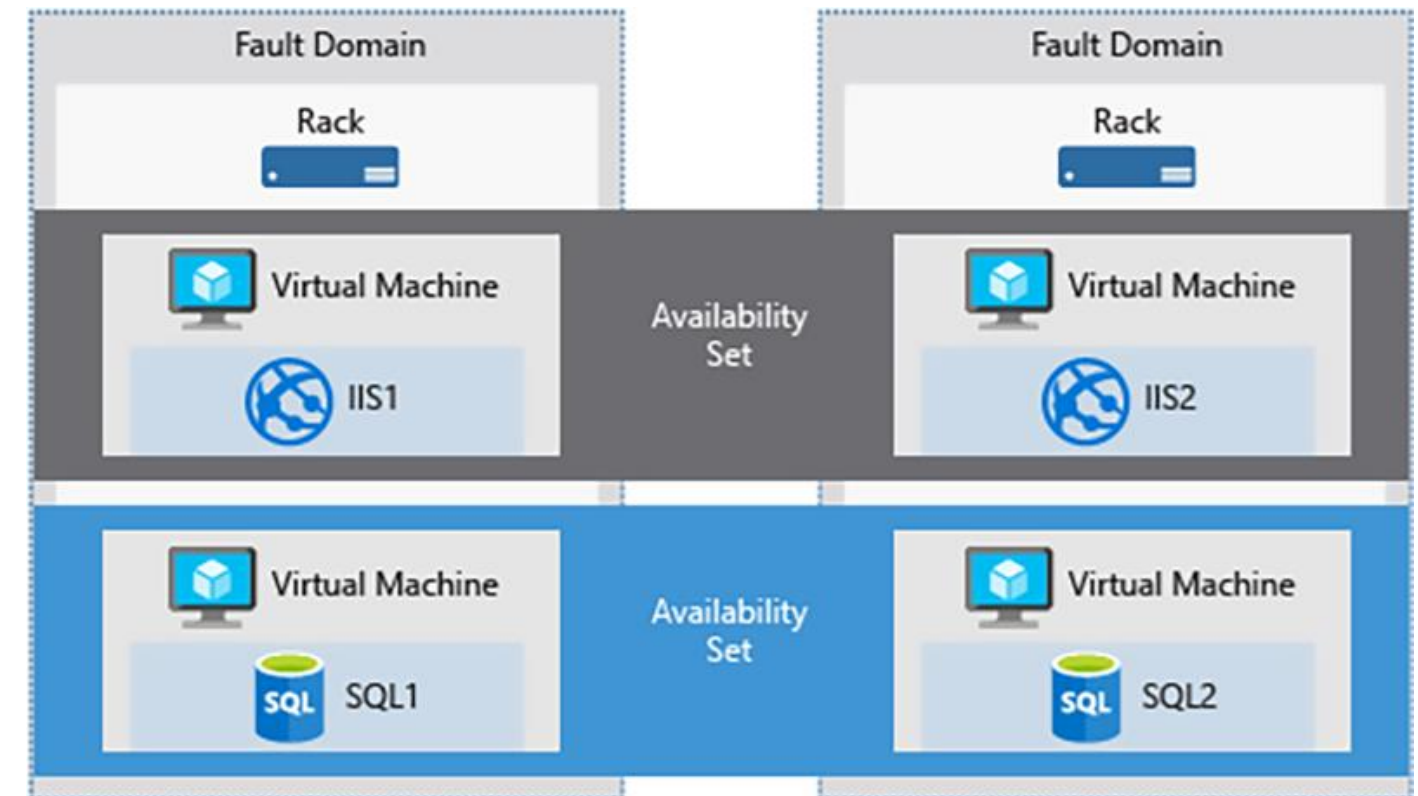 Fault Domain
Fault Domain
Rack
Rack
Virtual Machine
Virtual Machine
Availability
Set
IIS1
IIS2
Virtual Machine
Virtual Machine
Availability
Set
SQL SQL1
SQL SQL2